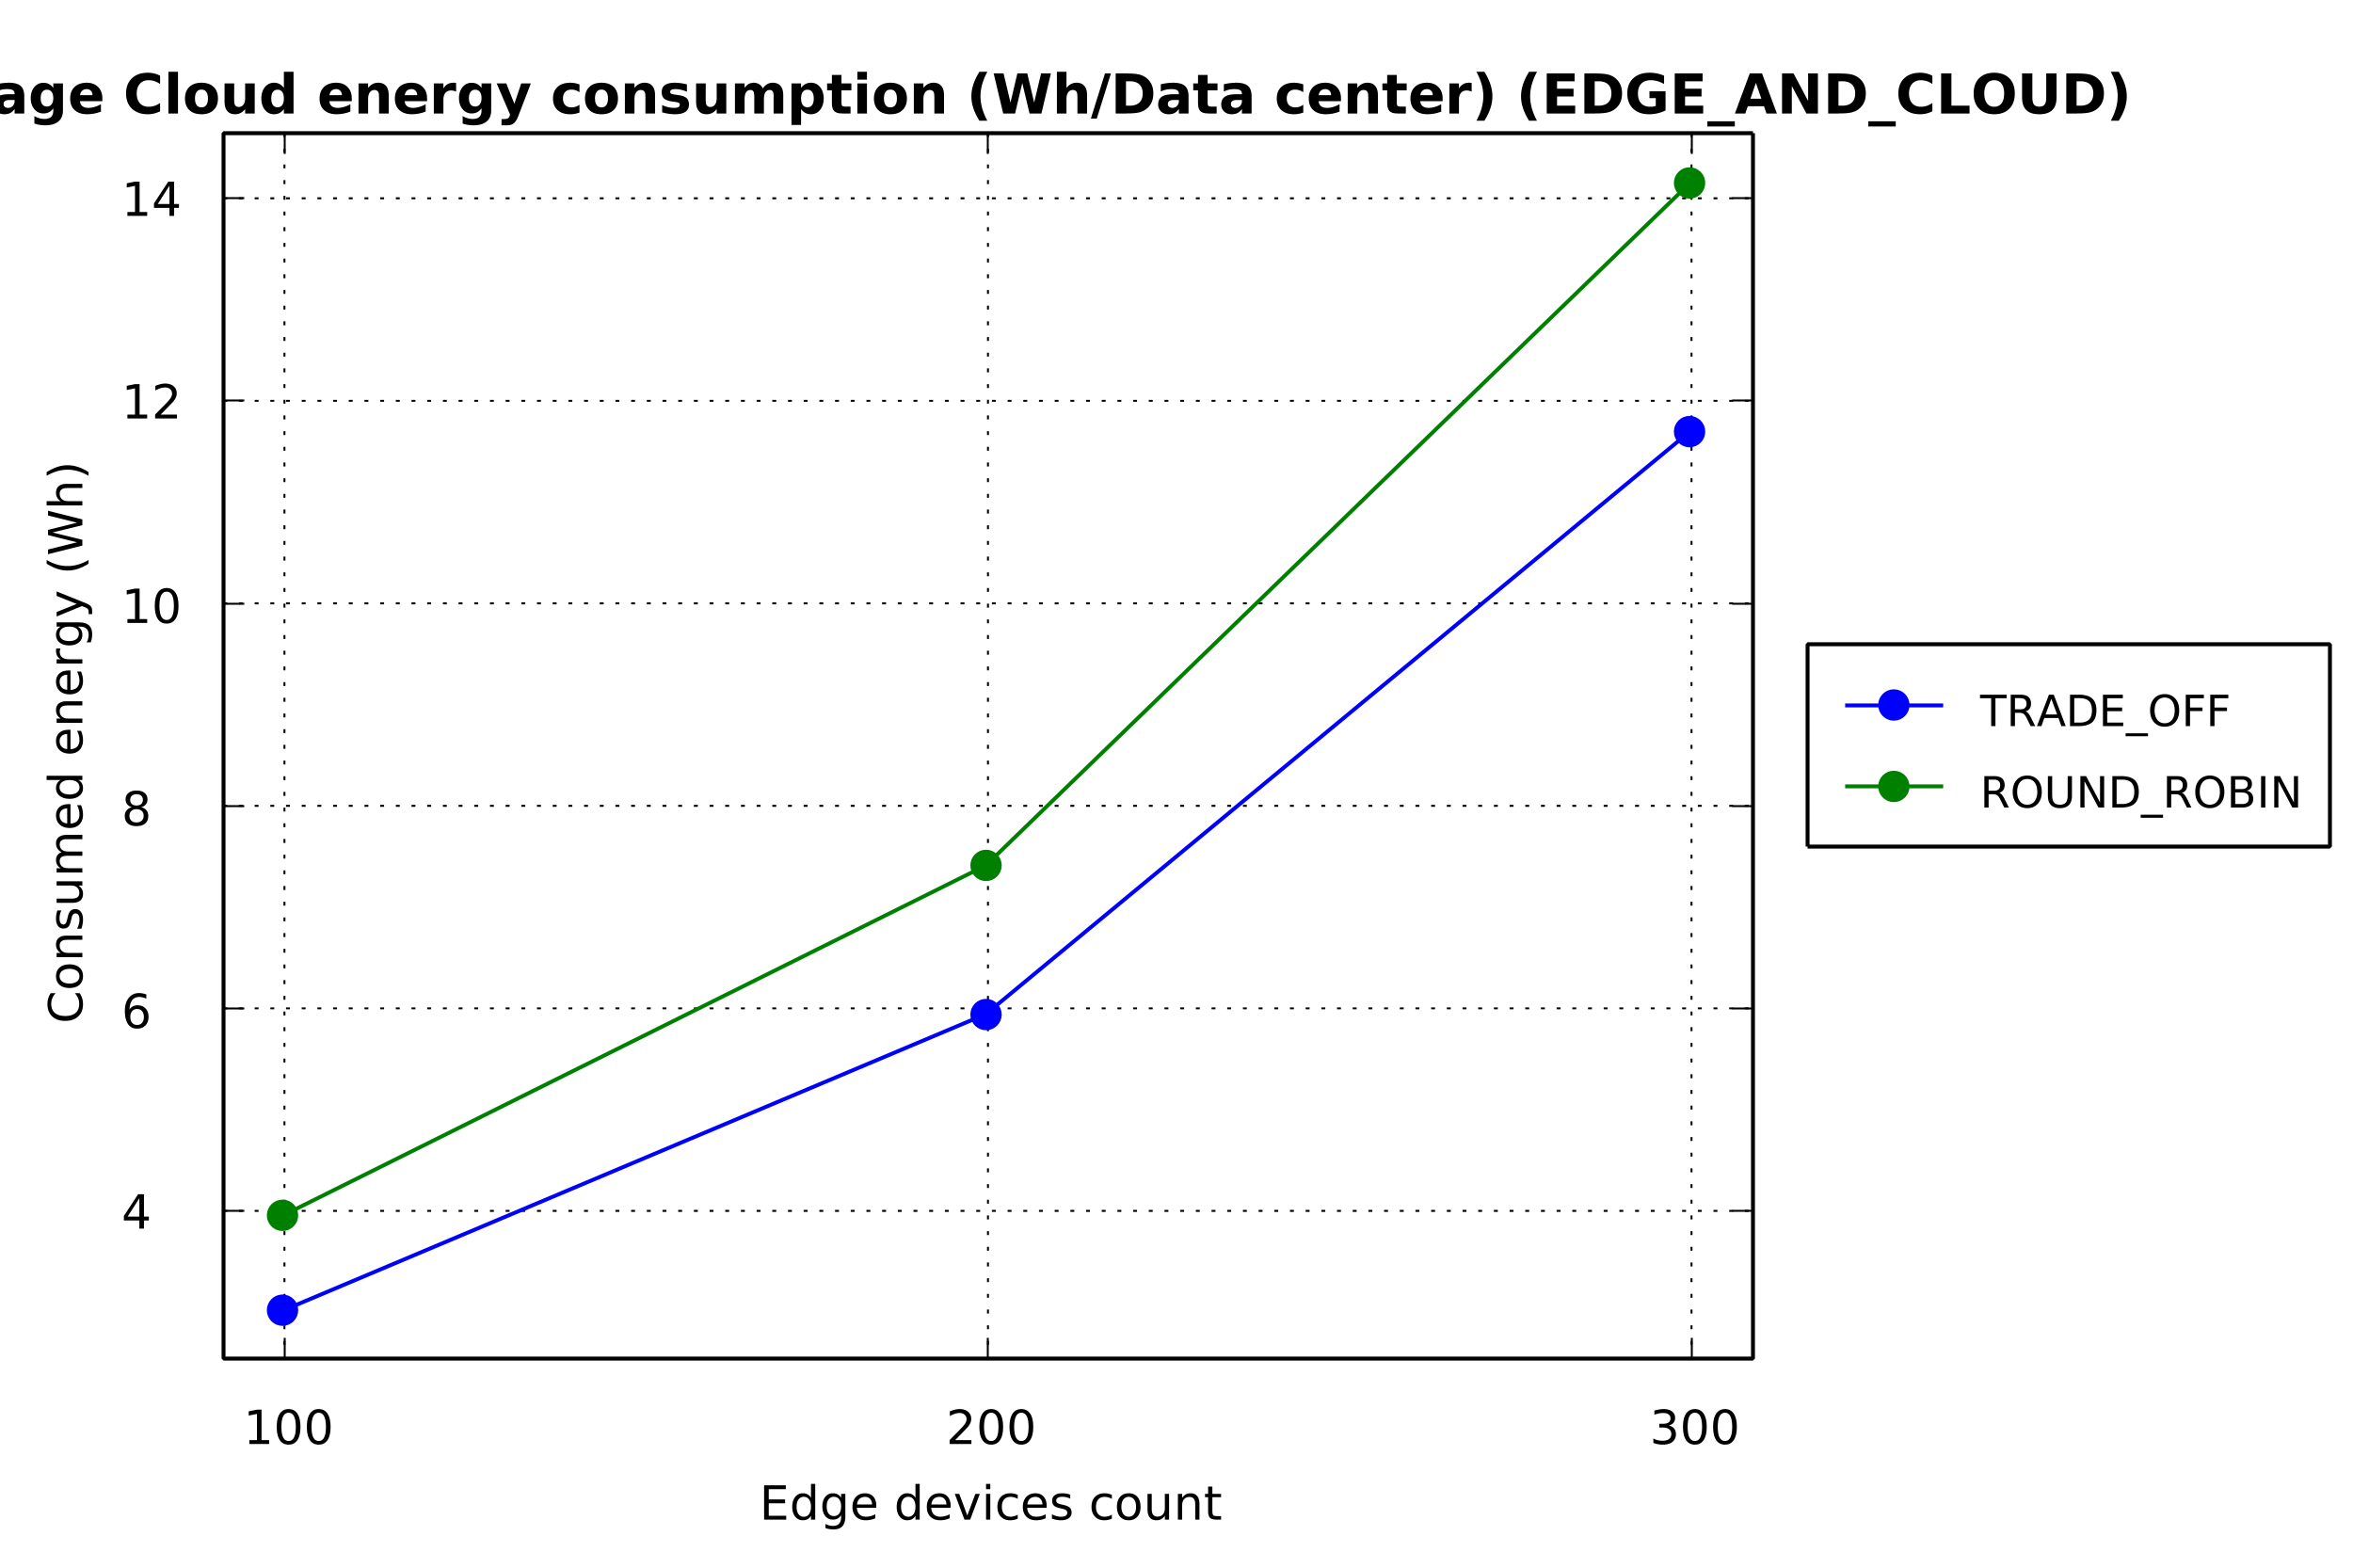 age Cloud energy consumption (Wh/Data center) (EDGE_AND_CLOUD)
14
12
10
8
6
4
Consumed energy (Wh)
100 200 300
Edge devices count
TRADE_OFF
ROUND_ROBIN